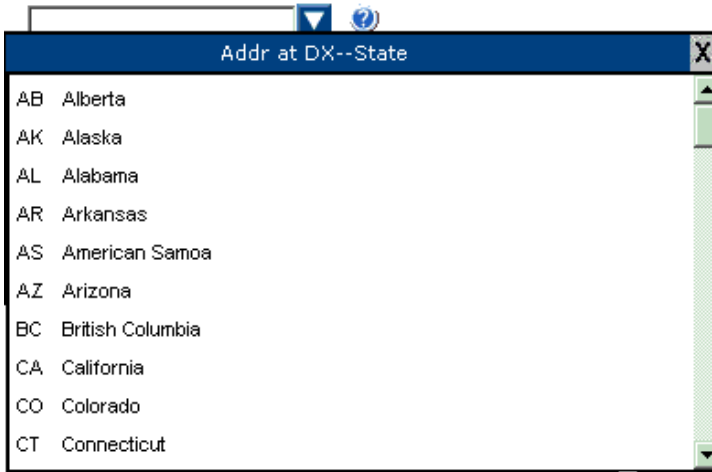 ?
Addr at DX--State
X
AB Alberta
AK Alaska
AL Alabama
AR Arkansas
AS American Samoa
AZ Arizona
BC British Columbia
CA California
CO Colorado
CT Connecticut